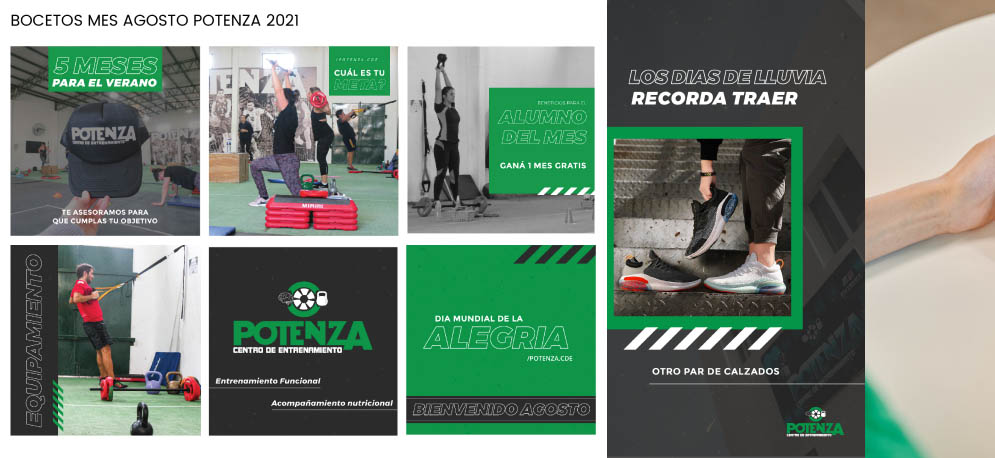 BOCETOS MES AGOSTO POTENZA 2021
5 MESES
PARA EL VERANO
POTENZA
CENTRO DE ENTRENAMIENTO
TE ASESORAMOS PARA
QUE CUMPLAS TU OBJETIVO
/POTENZA.CDE
CUÁL ES TU
META?
BENEFICIOS PARA EL
ALUMNO
DEL MES
GANÁ 1 MES GRATIS
EQUIPAMIENTO
POTENZA
CENTRO DE ENTRENAMIENTO
Entrenamiento Funcional
Acompañamiento nutricional
DIA MUNDIAL DE LA
ALEGRIA
/POTENZA.CDE
BIENVENIDO AGOSTO
LOS DIAS DE LLUVIA
RECORDA TRAER
OTRO PAR DE CALZADOS
POTENZA
CENTRO DE ENTRENAMIENTO